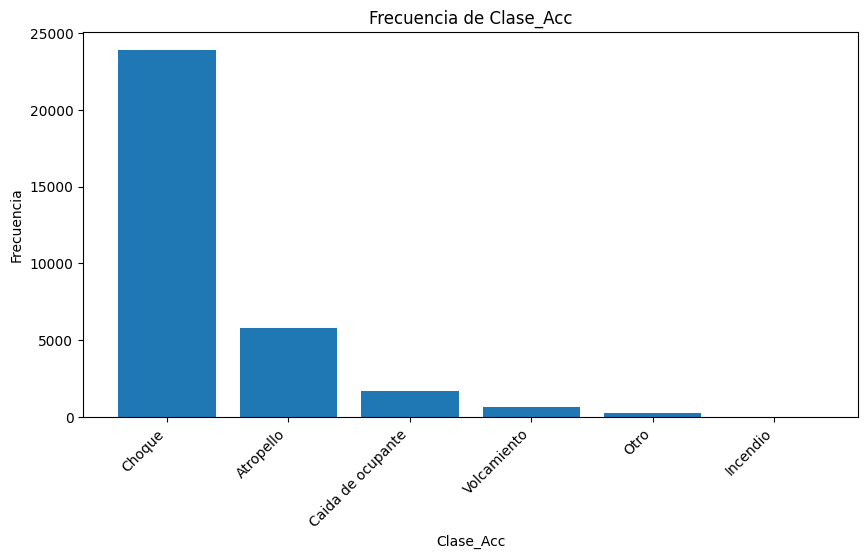 Frecuencia de Clase_Acc
Frecuencia
25000
20000
15000
10000
5000
0
Choque
Atropello
Caida de ocupante
Volcamiento
Otro
Incendio
Clase_Acc